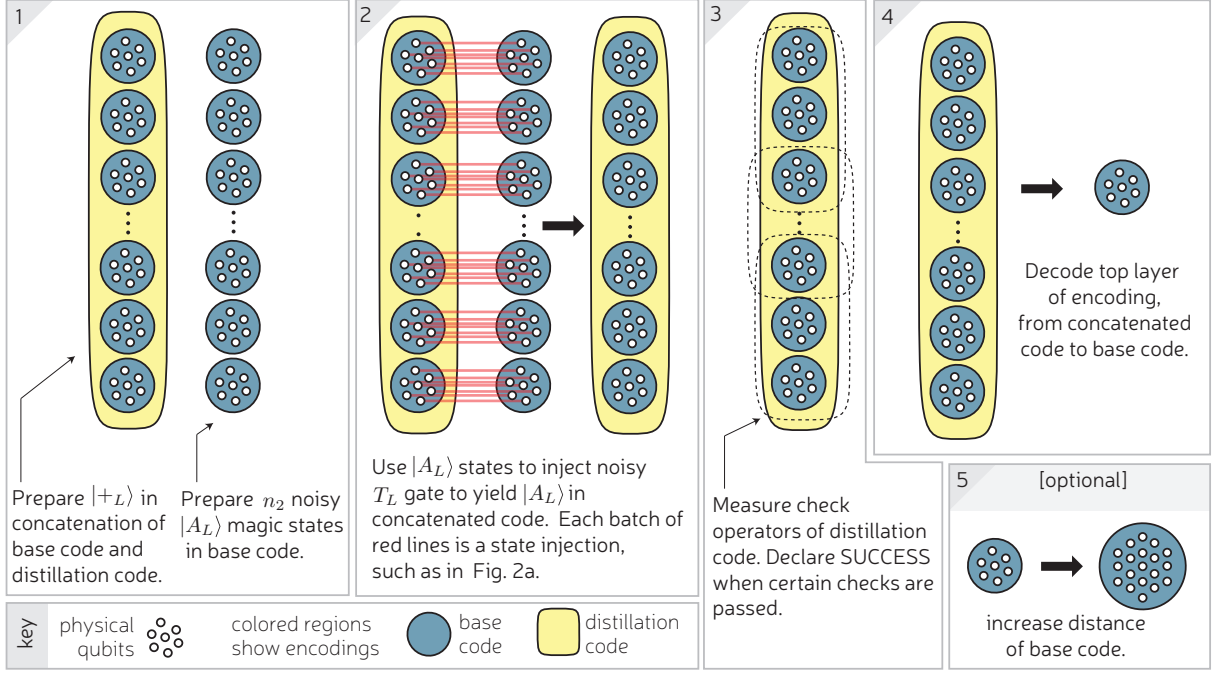 1
Prepare |+_L⟩ in
concatenation of
base code and
distillation code.
Prepare n₂ noisy
|A_L⟩ magic states
in base code.
2
Use |A_L⟩ states to inject noisy
T_L gate to yield |A_L⟩ in
concatenated code. Each batch of
red lines is a state injection,
such as in Fig. 2a.
3
Measure check
operators of distillation
code. Declare SUCCESS
when certain checks are
passed.
4
Decode top layer
of encoding,
from concatenated
code to base code.
5
[optional]
increase distance
of base code.
key
physical
qubits
colored regions
show encodings
base
code
distillation
code